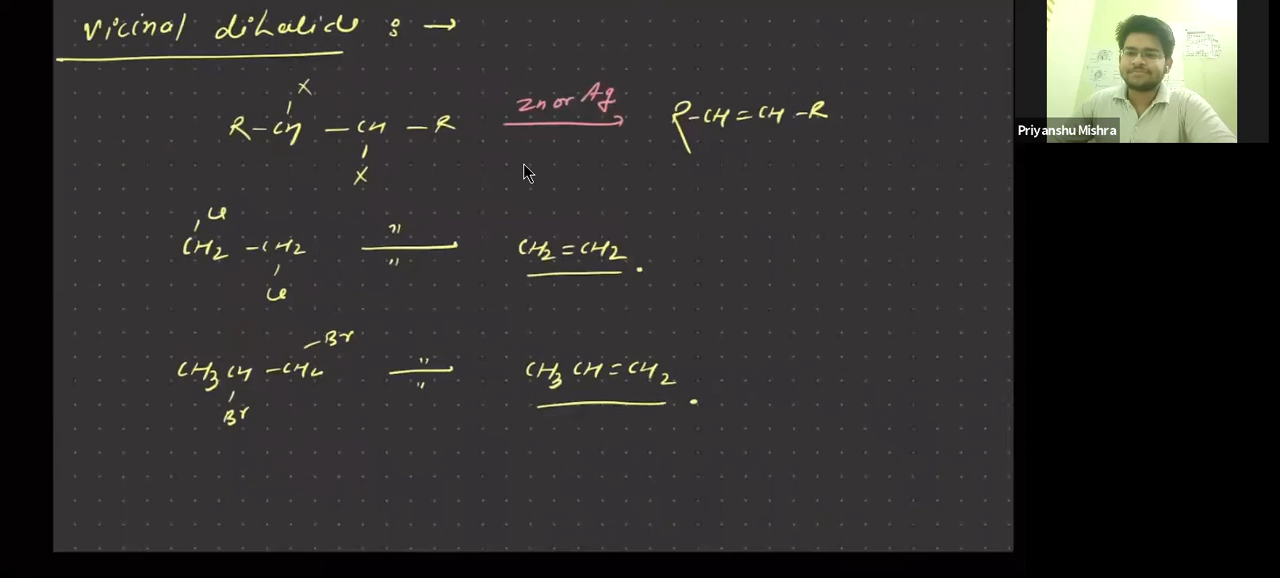 vicinal dihalide : →
X
R-CH - CH - R  Zn or Ag  R-CH=CH-R
X
Cl
CH2 - CH2  "  CH2=CH2.
"
Cl
Br
CH3 CH - CH2  "  CH3 CH=CH2.
"
Br
Priyanshu Mishra